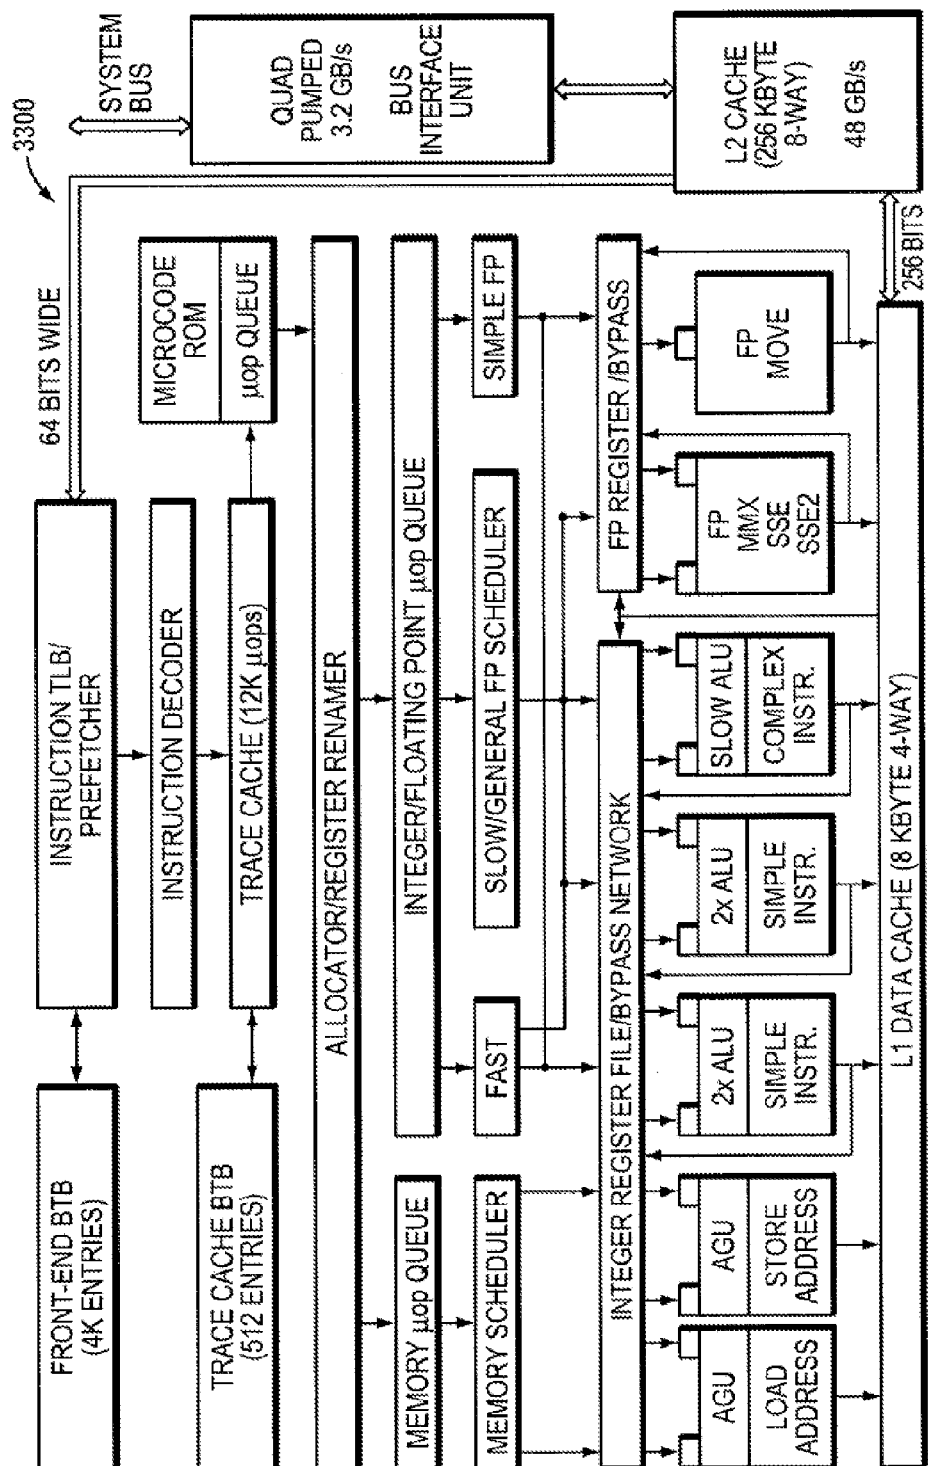 3300
FRONT-END BTB
(4K ENTRIES)
INSTRUCTION TLB/
PREFETCHER
64 BITS WIDE
SYSTEM
BUS
INSTRUCTION DECODER
MICROCODE
ROM
TRACE CACHE BTB
(512 ENTRIES)
TRACE CACHE (12K µops)
µop QUEUE
QUAD
PUMPED
3.2 GB/s
BUS
INTERFACE
UNIT
ALLOCATOR/REGISTER RENAMER
MEMORY µop QUEUE
INTEGER/FLOATING POINT µop QUEUE
MEMORY SCHEDULER
FAST
SLOW/GENERAL FP SCHEDULER
SIMPLE FP
INTEGER REGISTER FILE/BYPASS NETWORK
FP REGISTER /BYPASS
AGU
LOAD
ADDRESS
AGU
STORE
ADDRESS
2x ALU
SIMPLE
INSTR.
2x ALU
SIMPLE
INSTR.
SLOW ALU
COMPLEX
INSTR.
FP
MMX
SSE
SSE2
FP
MOVE
L2 CACHE
(256 KBYTE
8-WAY)
48 GB/s
L1 DATA CACHE (8 KBYTE 4-WAY)
256 BITS